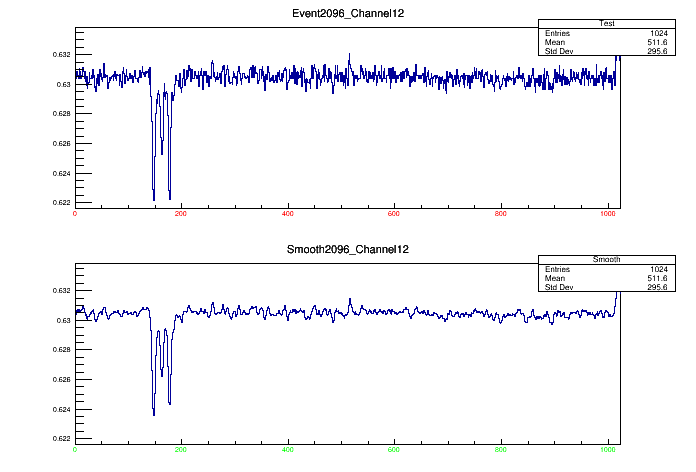 Event2096_Channel12
Test
Entries 1024
Mean 511.6
Std Dev 295.6
0.632
0.63
0.628
0.626
0.624
0.622
0 200 400 600 800 1000
Smooth2096_Channel12
Smooth
Entries 1024
Mean 511.6
Std Dev 295.6
0.632
0.63
0.628
0.626
0.624
0.622
0 200 400 600 800 1000